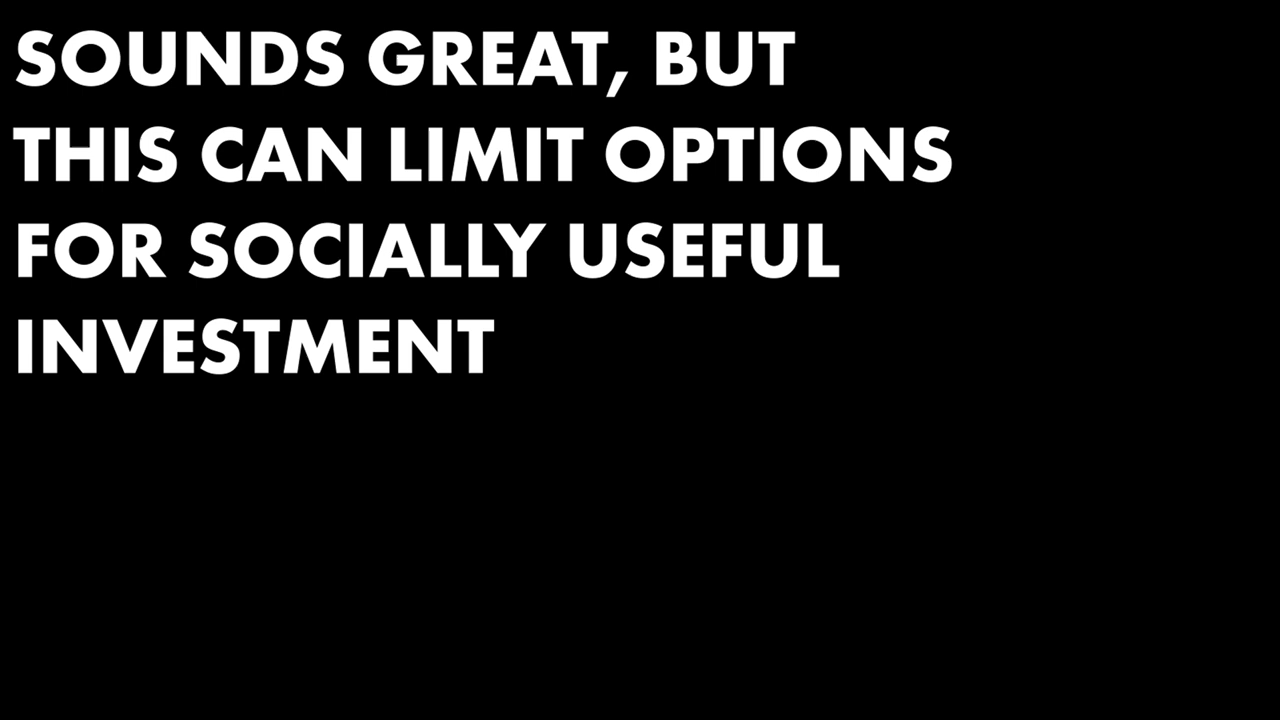 SOUNDS GREAT, BUT
THIS CAN LIMIT OPTIONS
FOR SOCIALLY USEFUL
INVESTMENT